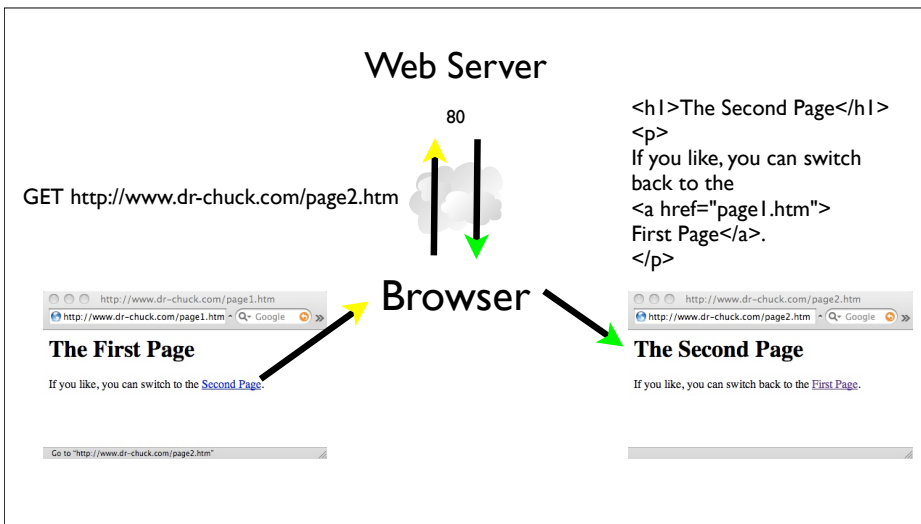 Web Server
80
GET http://www.dr-chuck.com/page2.htm
<h1>The Second Page</h1>
<p>
If you like, you can switch
back to the
<a href="page1.htm">
First Page</a>.
</p>
Browser
http://www.dr-chuck.com/page1.htm
http://www.dr-chuck.com/page1.htm
Google
The First Page
If you like, you can switch to the Second Page.
Go to "http://www.dr-chuck.com/page2.htm"
http://www.dr-chuck.com/page2.htm
http://www.dr-chuck.com/page2.htm
Google
The Second Page
If you like, you can switch back to the First Page.